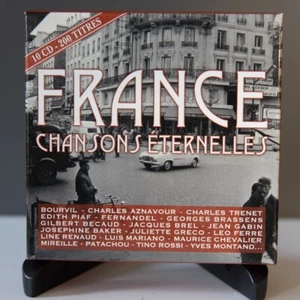 10 CD - 200 TITRES
FRANCE
CHANSONS ÉTERNELLES
BOURVIL - CHARLES AZNAVOUR - CHARLES TRENET
EDITH PIAF - FERNANDEL - GEORGES BRASSENS
GILBERT BECAUD - JACQUES BREL - JEAN GABIN
JOSEPHINE BAKER - JULIETTE GRECO - LEO FERRE
LINE RENAUD - LUIS MARIANO - MAURICE CHEVALIER
MIREILLE - PATACHOU - TINO ROSSI - YVES MONTAND...